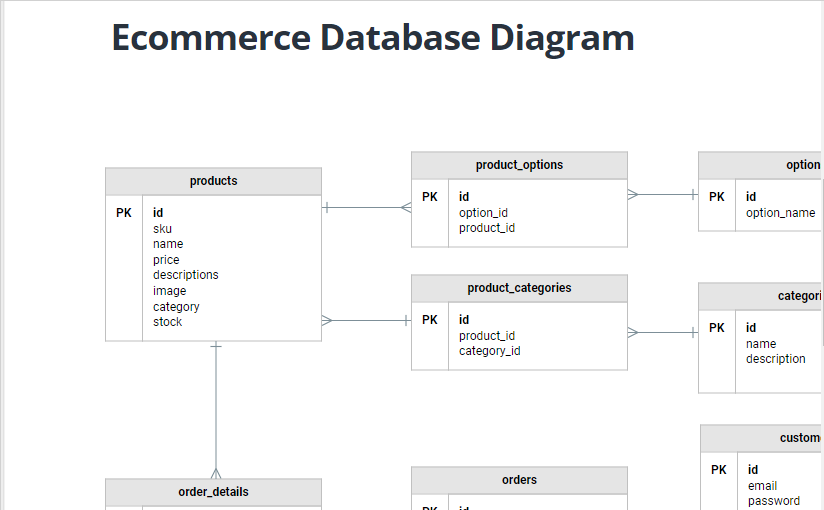 Ecommerce Database Diagram
products
PK id
sku
name
price
descriptions
image
category
stock
product_options
PK id
option_id
product_id
option
PK id
option_name
product_categories
PK id
product_id
category_id
categori
PK id
name
description
custom
PK id
email
password
order_details
orders
PK id